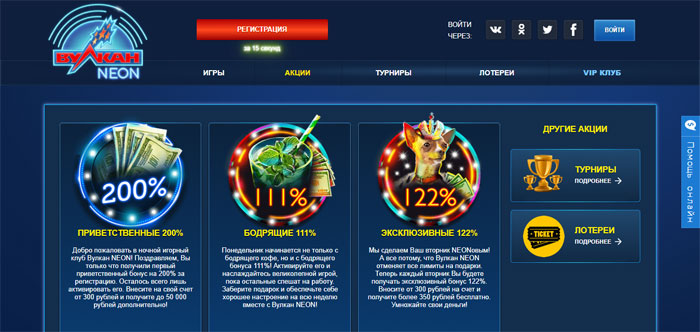 ВУЛКАН
NEON
РЕГИСТРАЦИЯ
за 15 секунд
ВОЙТИ
ЧЕРЕЗ:
ВОЙТИ
ИГРЫ
АКЦИИ
ТУРНИРЫ
ЛОТЕРЕИ
VIP КЛУБ
200%
ПРИВЕТСТВЕННЫЕ 200%
Добро пожаловать в ночной игорный
клуб Вулкан NEON! Поздравляем, Вы
только что получили первый
приветственный бонус на 200% за
регистрацию. Осталось всего лишь
активировать его. Внесите на свой счет
от 300 рублей и получите до 50 000
рублей дополнительно!
111%
БОДРЯЩИЕ 111%
Понедельник начинается не только с
бодрящего кофе, но и с бодрящего
бонуса 111%! Активируйте его и
наслаждайтесь великолепной игрой,
пока остальные спешат на работу.
Заберите подарок и обеспечьте себе
хорошее настроение на всю неделю
вместе с Вулкан NEON!
122%
ЭКСКЛЮЗИВНЫЕ 122%
Мы сделаем Ваш вторник NEONовым!
А все потому, что Вулкан NEON
отменяет все лимиты на подарки.
Теперь каждый вторник Вы будете
получать эксклюзивный бонус 122%.
Вносите от 300 рублей на счет и
получите более 350 рублей бесплатно.
Умножайте свои деньги!
ДРУГИЕ АКЦИИ
ТУРНИРЫ
ПОДРОБНЕЕ
TICKET
ЛОТЕРЕИ
ПОДРОБНЕЕ
Помощь онлайн